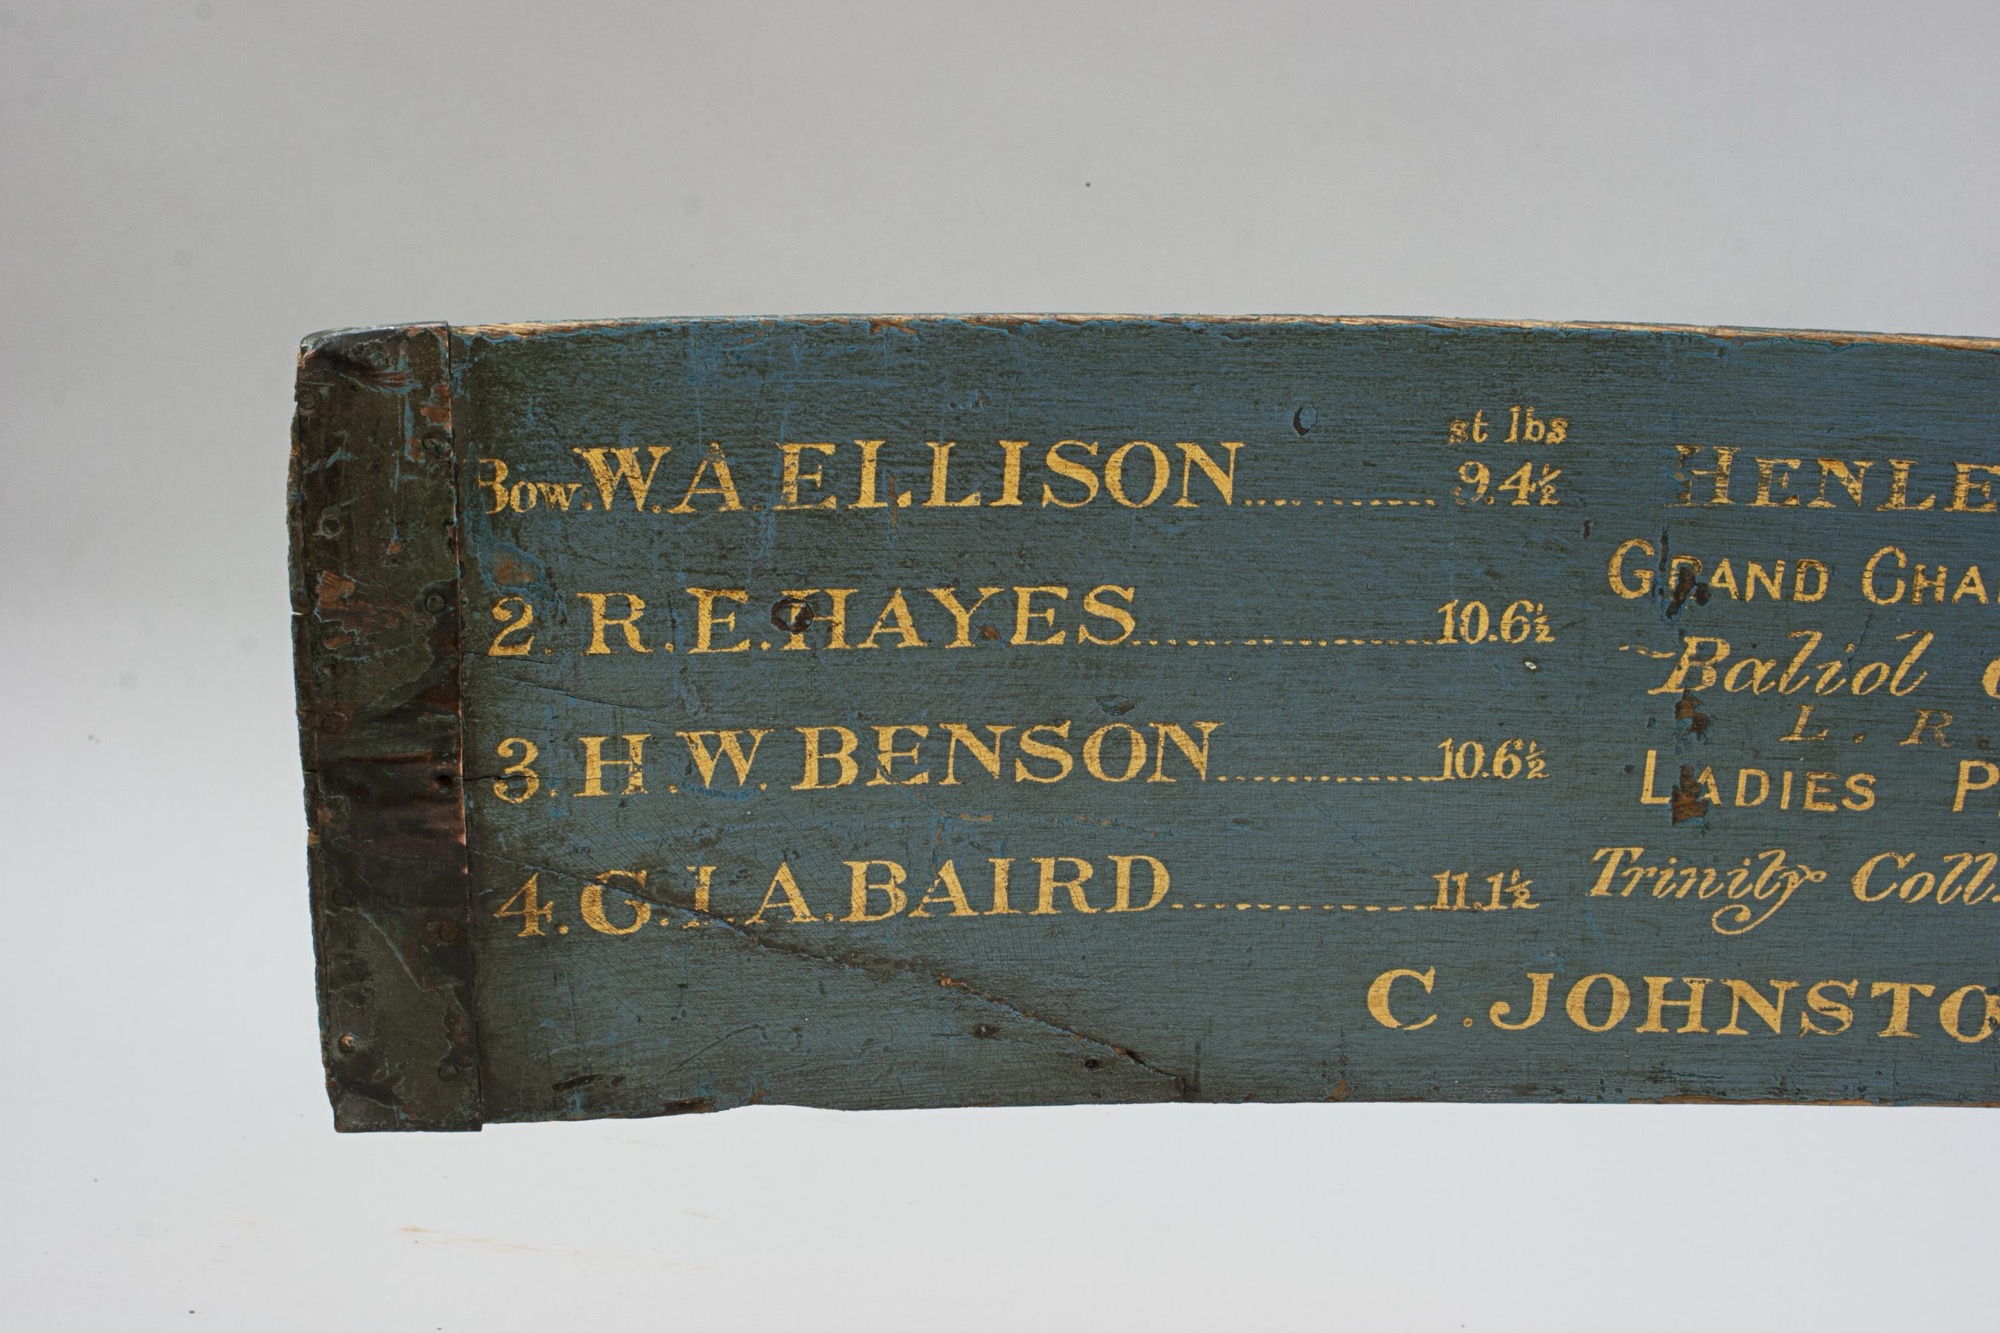 st lbs
Bow. W. A. ELLISON 9.4½
2. R. E. HAYES 10.6½
3. H. W. BENSON 10.6½
4. G. I. A. BAIRD 11.1½
HENLE
GRAND CHA
Baliol
L. R.
LADIES P
Trinity Coll.
C. JOHNSTO